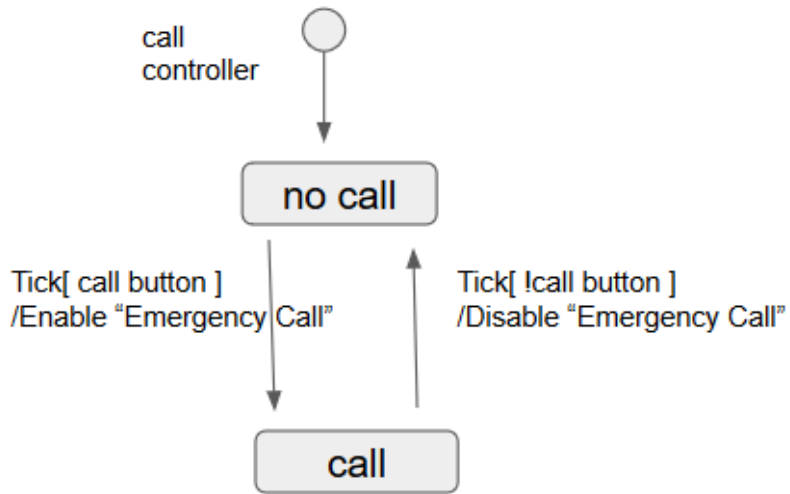 call
controller
no call
Tick[ call button ]
/Enable “Emergency Call”
Tick[ !call button ]
/Disable “Emergency Call”
call